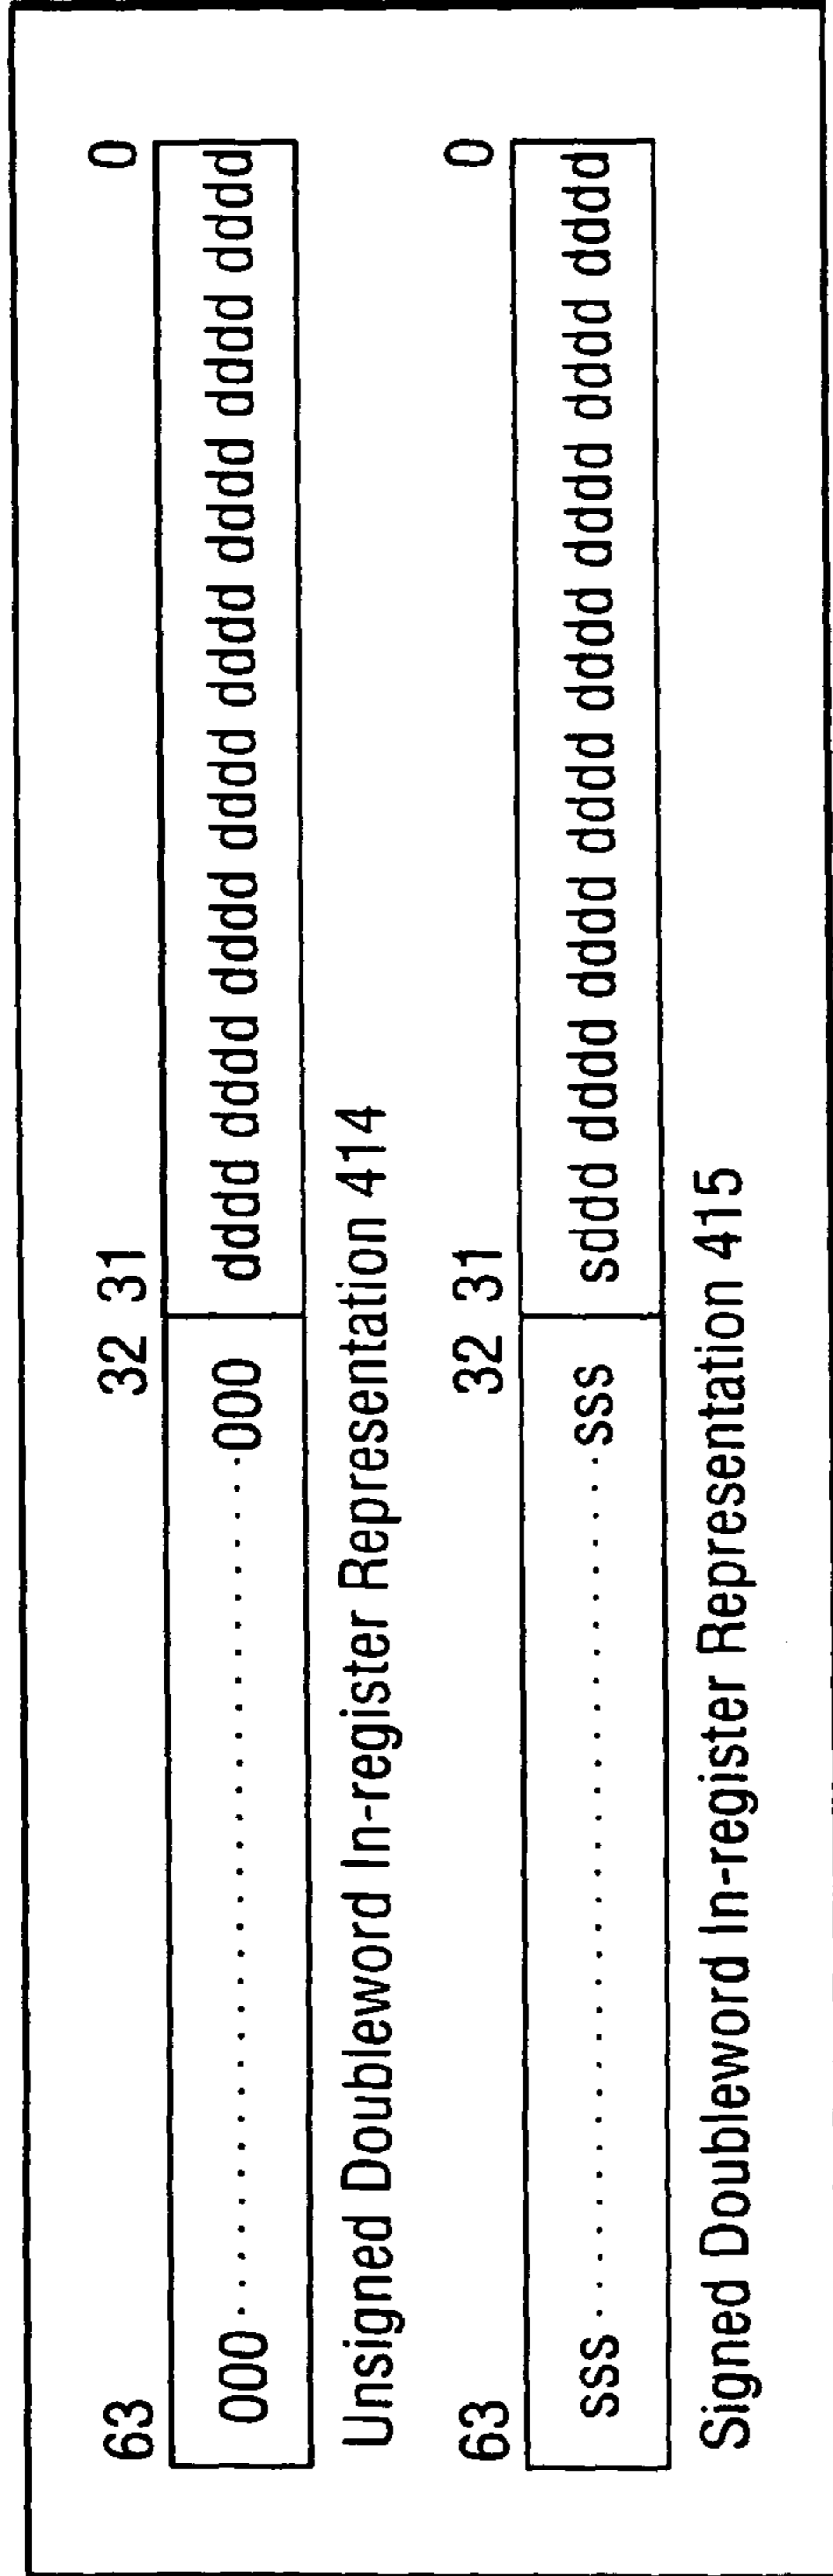 63 32 31 0
000..........................000 dddd dddd dddd dddd dddd dddd dddd dddd
Unsigned Doubleword In-register Representation 414
63 32 31 0
sss..........................sss sddd dddd dddd dddd dddd dddd dddd dddd
Signed Doubleword In-register Representation 415